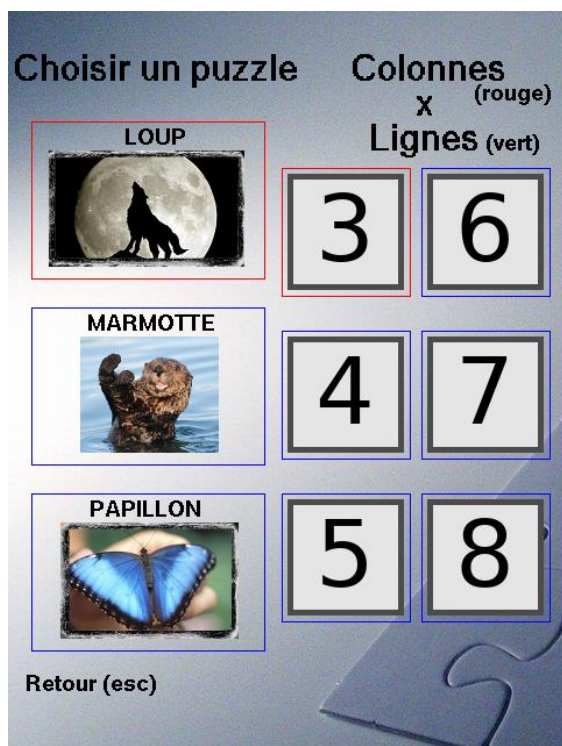 Choisir un puzzle
Colonnes
(rouge)
x
Lignes (vert)
LOUP
3 6
MARMOTTE
4 7
PAPILLON
5 8
Retour (esc)